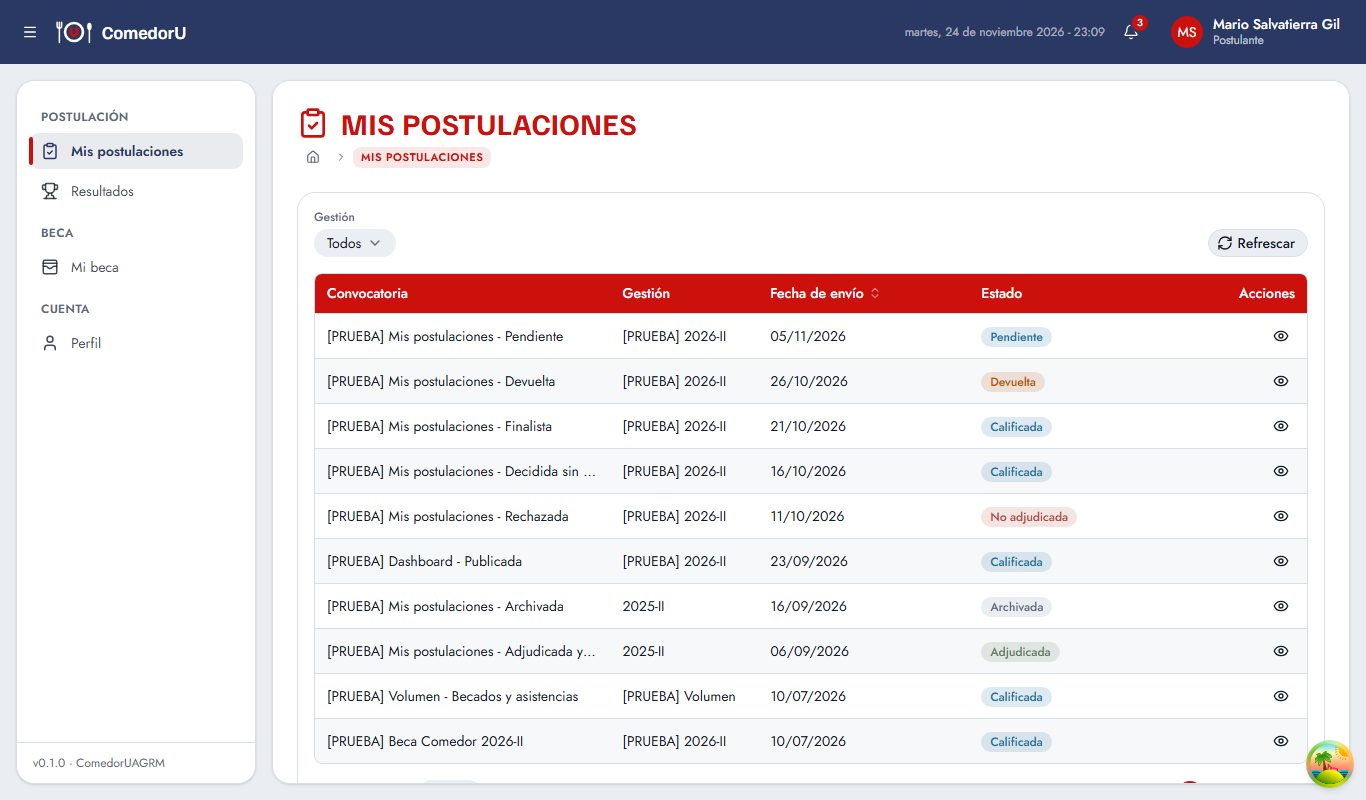 ComedorU
martes, 24 de noviembre 2026 - 23:09
3
MS
Mario Salvatierra Gil
Postulante
POSTULACIÓN
Mis postulaciones
Resultados
BECA
Mi beca
CUENTA
Perfil
v0.1.0 - ComedorUAGRM
MIS POSTULACIONES
MIS POSTULACIONES
Gestión
Todos
Refrescar
Convocatoria Gestión Fecha de envío Estado Acciones
[PRUEBA] Mis postulaciones - Pendiente [PRUEBA] 2026-II 05/11/2026 Pendiente
[PRUEBA] Mis postulaciones - Devuelta [PRUEBA] 2026-II 26/10/2026 Devuelta
[PRUEBA] Mis postulaciones - Finalista [PRUEBA] 2026-II 21/10/2026 Calificada
[PRUEBA] Mis postulaciones - Decidida sin ... [PRUEBA] 2026-II 16/10/2026 Calificada
[PRUEBA] Mis postulaciones - Rechazada [PRUEBA] 2026-II 11/10/2026 No adjudicada
[PRUEBA] Dashboard - Publicada [PRUEBA] 2026-II 23/09/2026 Calificada
[PRUEBA] Mis postulaciones - Archivada 2025-II 16/09/2026 Archivada
[PRUEBA] Mis postulaciones - Adjudicada y... 2025-II 06/09/2026 Adjudicada
[PRUEBA] Volumen - Becados y asistencias [PRUEBA] Volumen 10/07/2026 Calificada
[PRUEBA] Beca Comedor 2026-II [PRUEBA] 2026-II 10/07/2026 Calificada